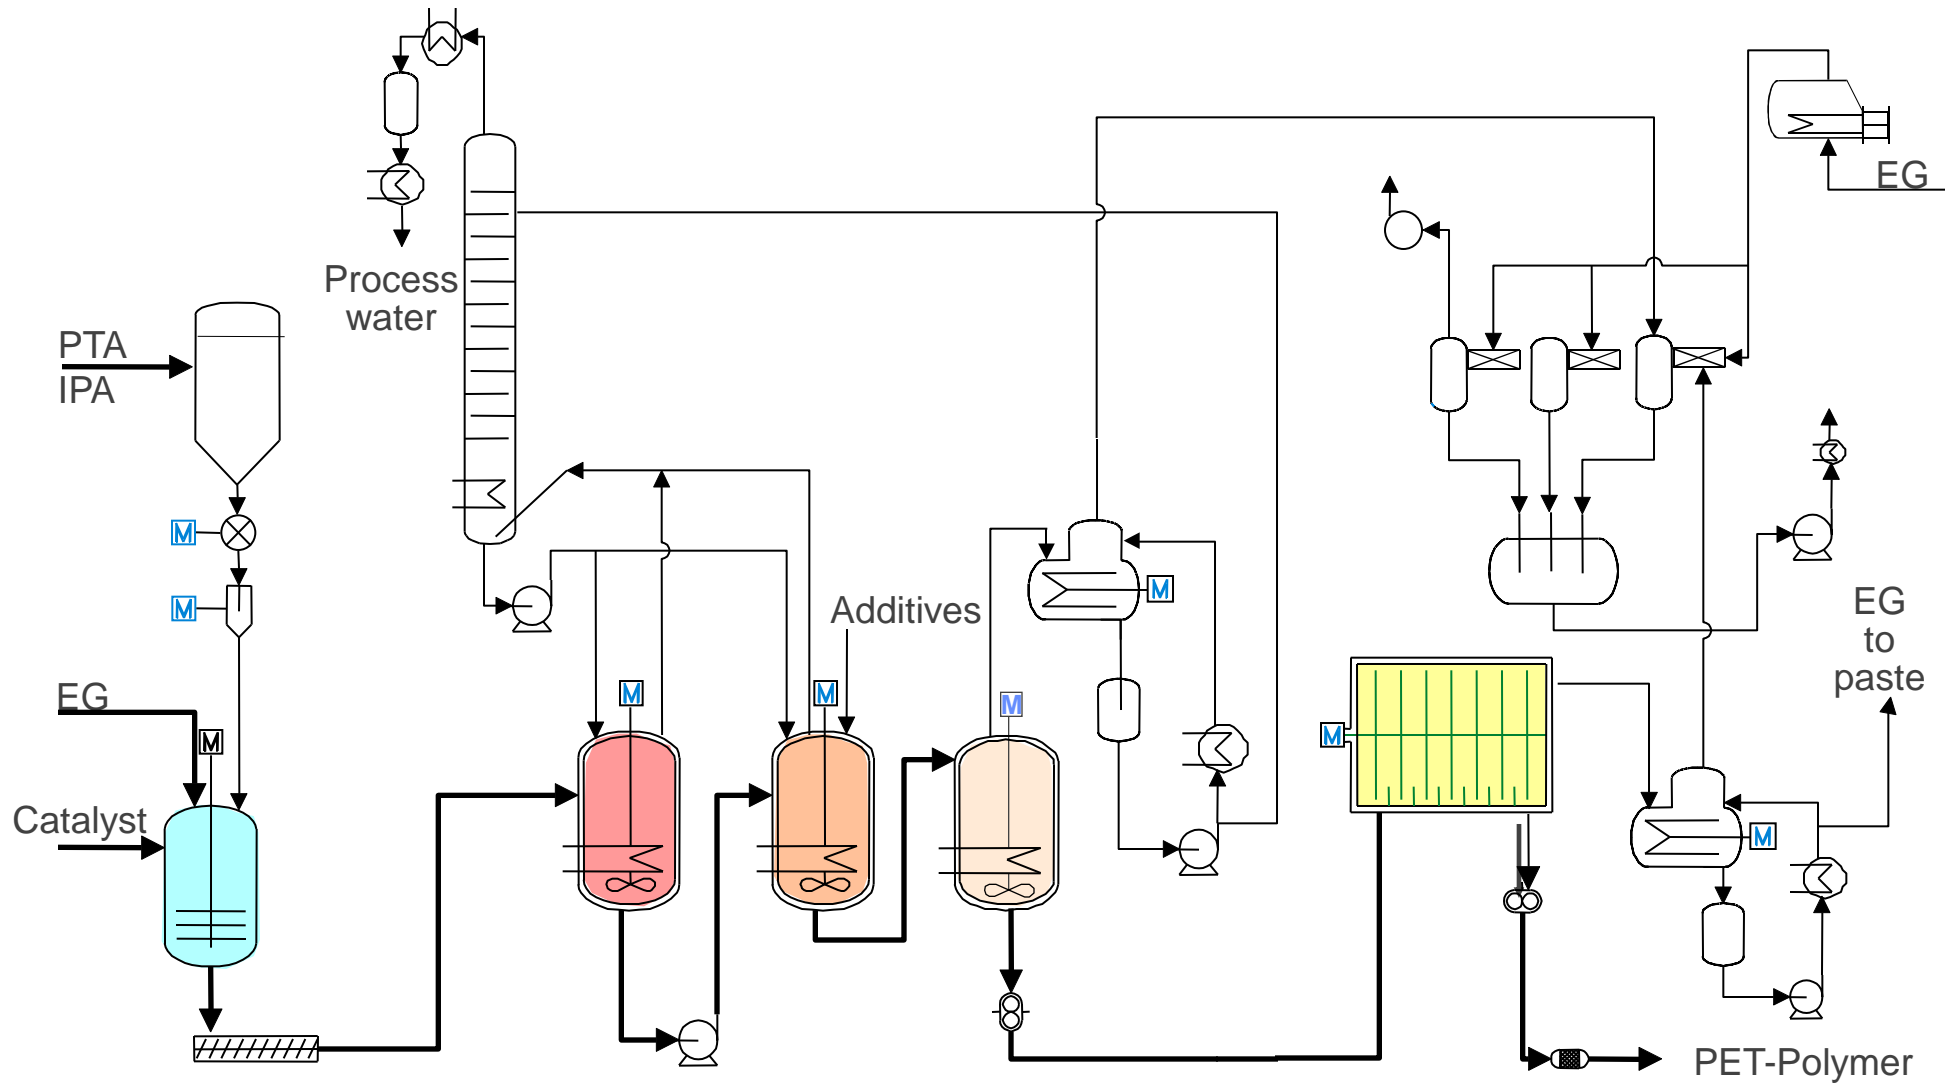 EG
Process
water
PTA
IPA
M
M
Additives
M
EG
to
paste
EG
M
M
M
M
M
M
Catalyst
PET-Polymer